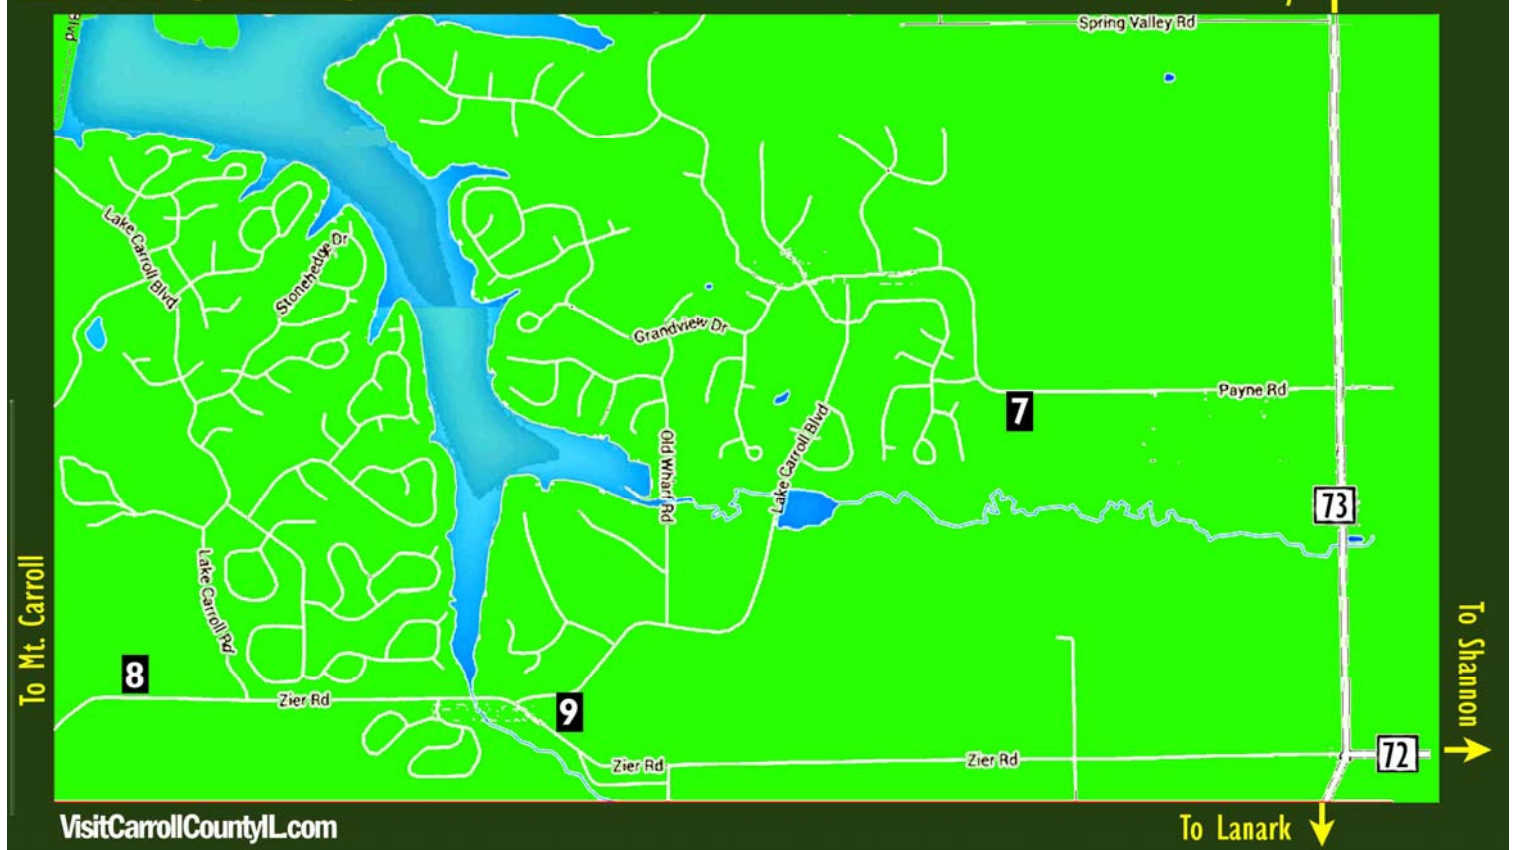 Blvd
Spring Valley Rd
Lake Carroll Blvd
Stonehedge Dr
Grandview Dr
Payne Rd
7
Old Wharf Rd
Lake Carroll Blvd
73
Lake Carroll Rd
To Mt. Carroll
To Shannon
8
Zier Rd
9
Zier Rd
Zier Rd
72
VisitCarrollCountyIL.com
To Lanark